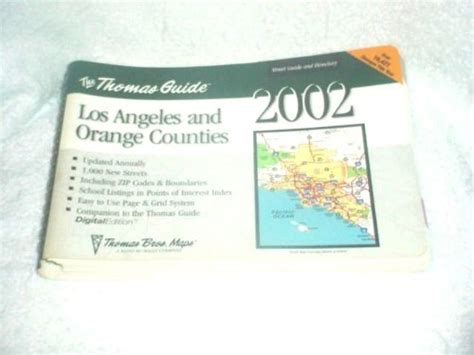 The Thomas Guide
Street Guide and Directory
2002
Los Angeles and
Orange Counties
Updated Annually
1,000 New Streets
Including ZIP Codes & Boundaries
School Listings in Points of Interest Index
Easy to Use Page & Grid System
Companion to the Thomas Guide
Digital Edition
PACIFIC
OCEAN
Thomas Bros. Maps